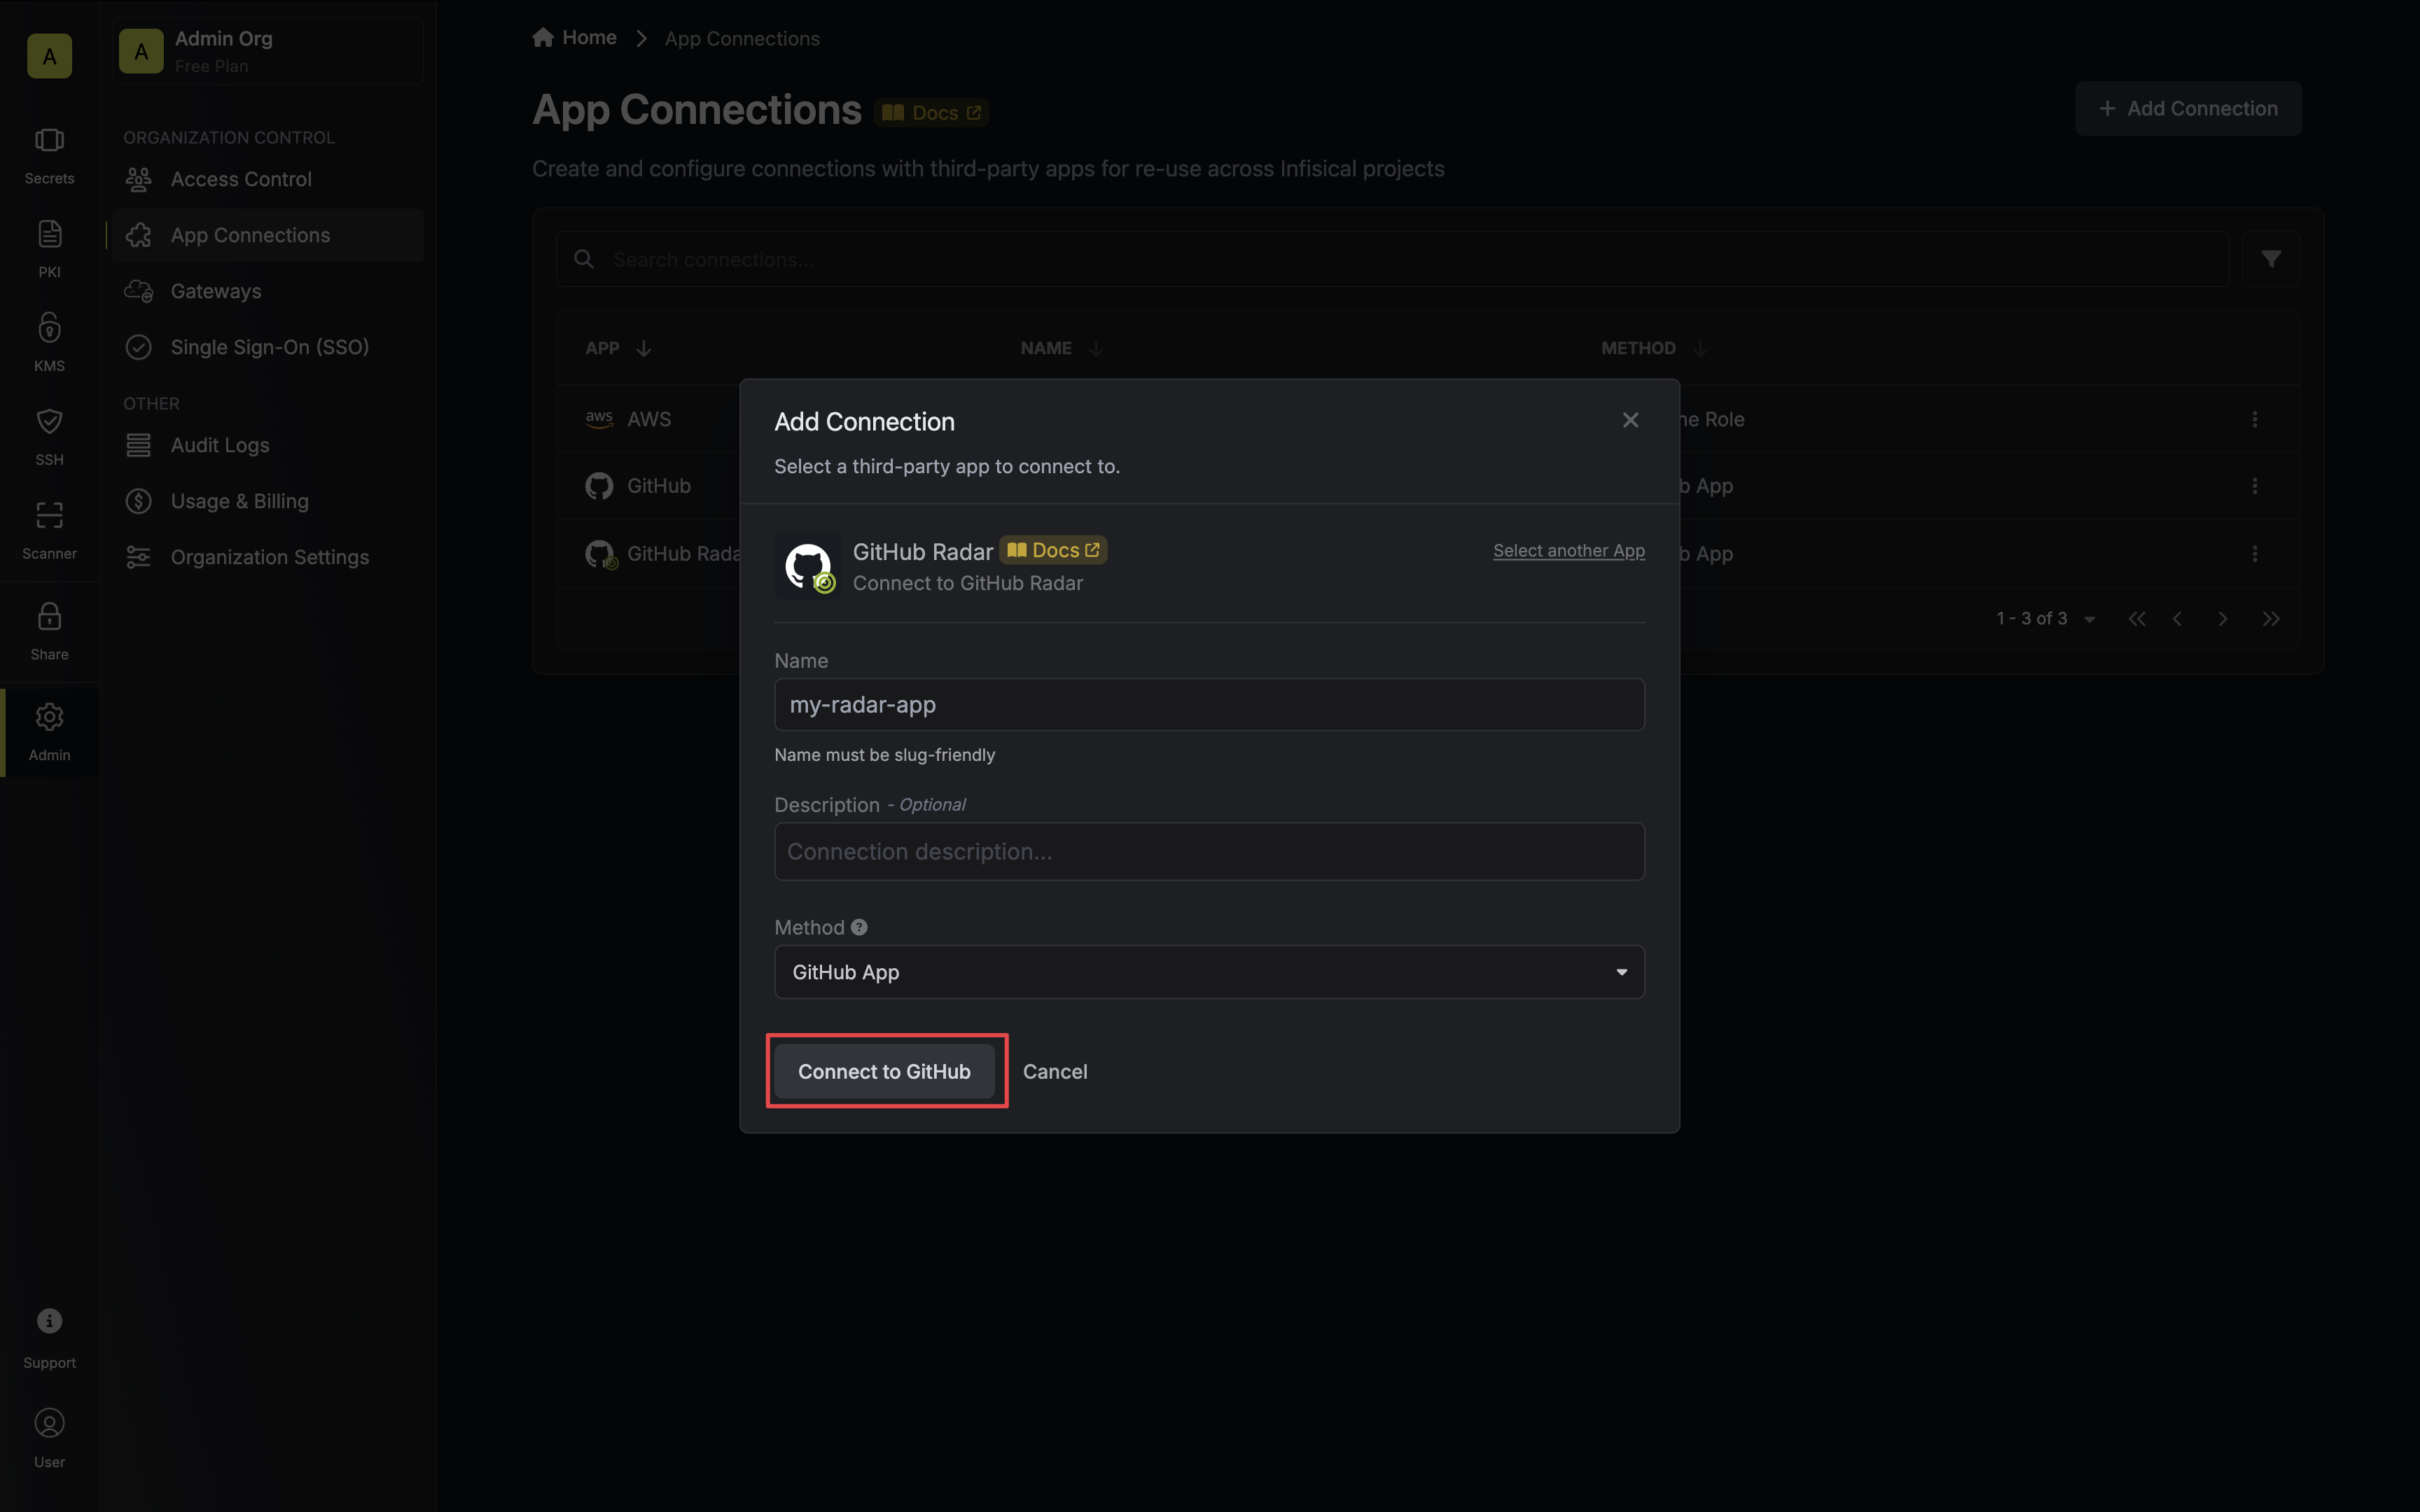 A
Secrets
PKI
KMS
SSH
Scanner
Share
Admin
Support
User
A
Admin Org
Free Plan
ORGANIZATION CONTROL
Access Control
App Connections
Gateways
Single Sign-On (SSO)
OTHER
Audit Logs
Usage & Billing
Organization Settings
Home
App Connections
App Connections
Docs
Add Connection
Create and configure connections with third-party apps for re-use across Infisical projects
Search connections...
APP
NAME
METHOD
aws AWS
GitHub
GitHub Rada
ne Role
b App
b App
1 - 3 of 3
Add Connection
Select a third-party app to connect to.
GitHub Radar
Docs
Select another App
Connect to GitHub Radar
Name
my-radar-app
Name must be slug-friendly
Description - Optional
Connection description...
Method
GitHub App
Connect to GitHub
Cancel